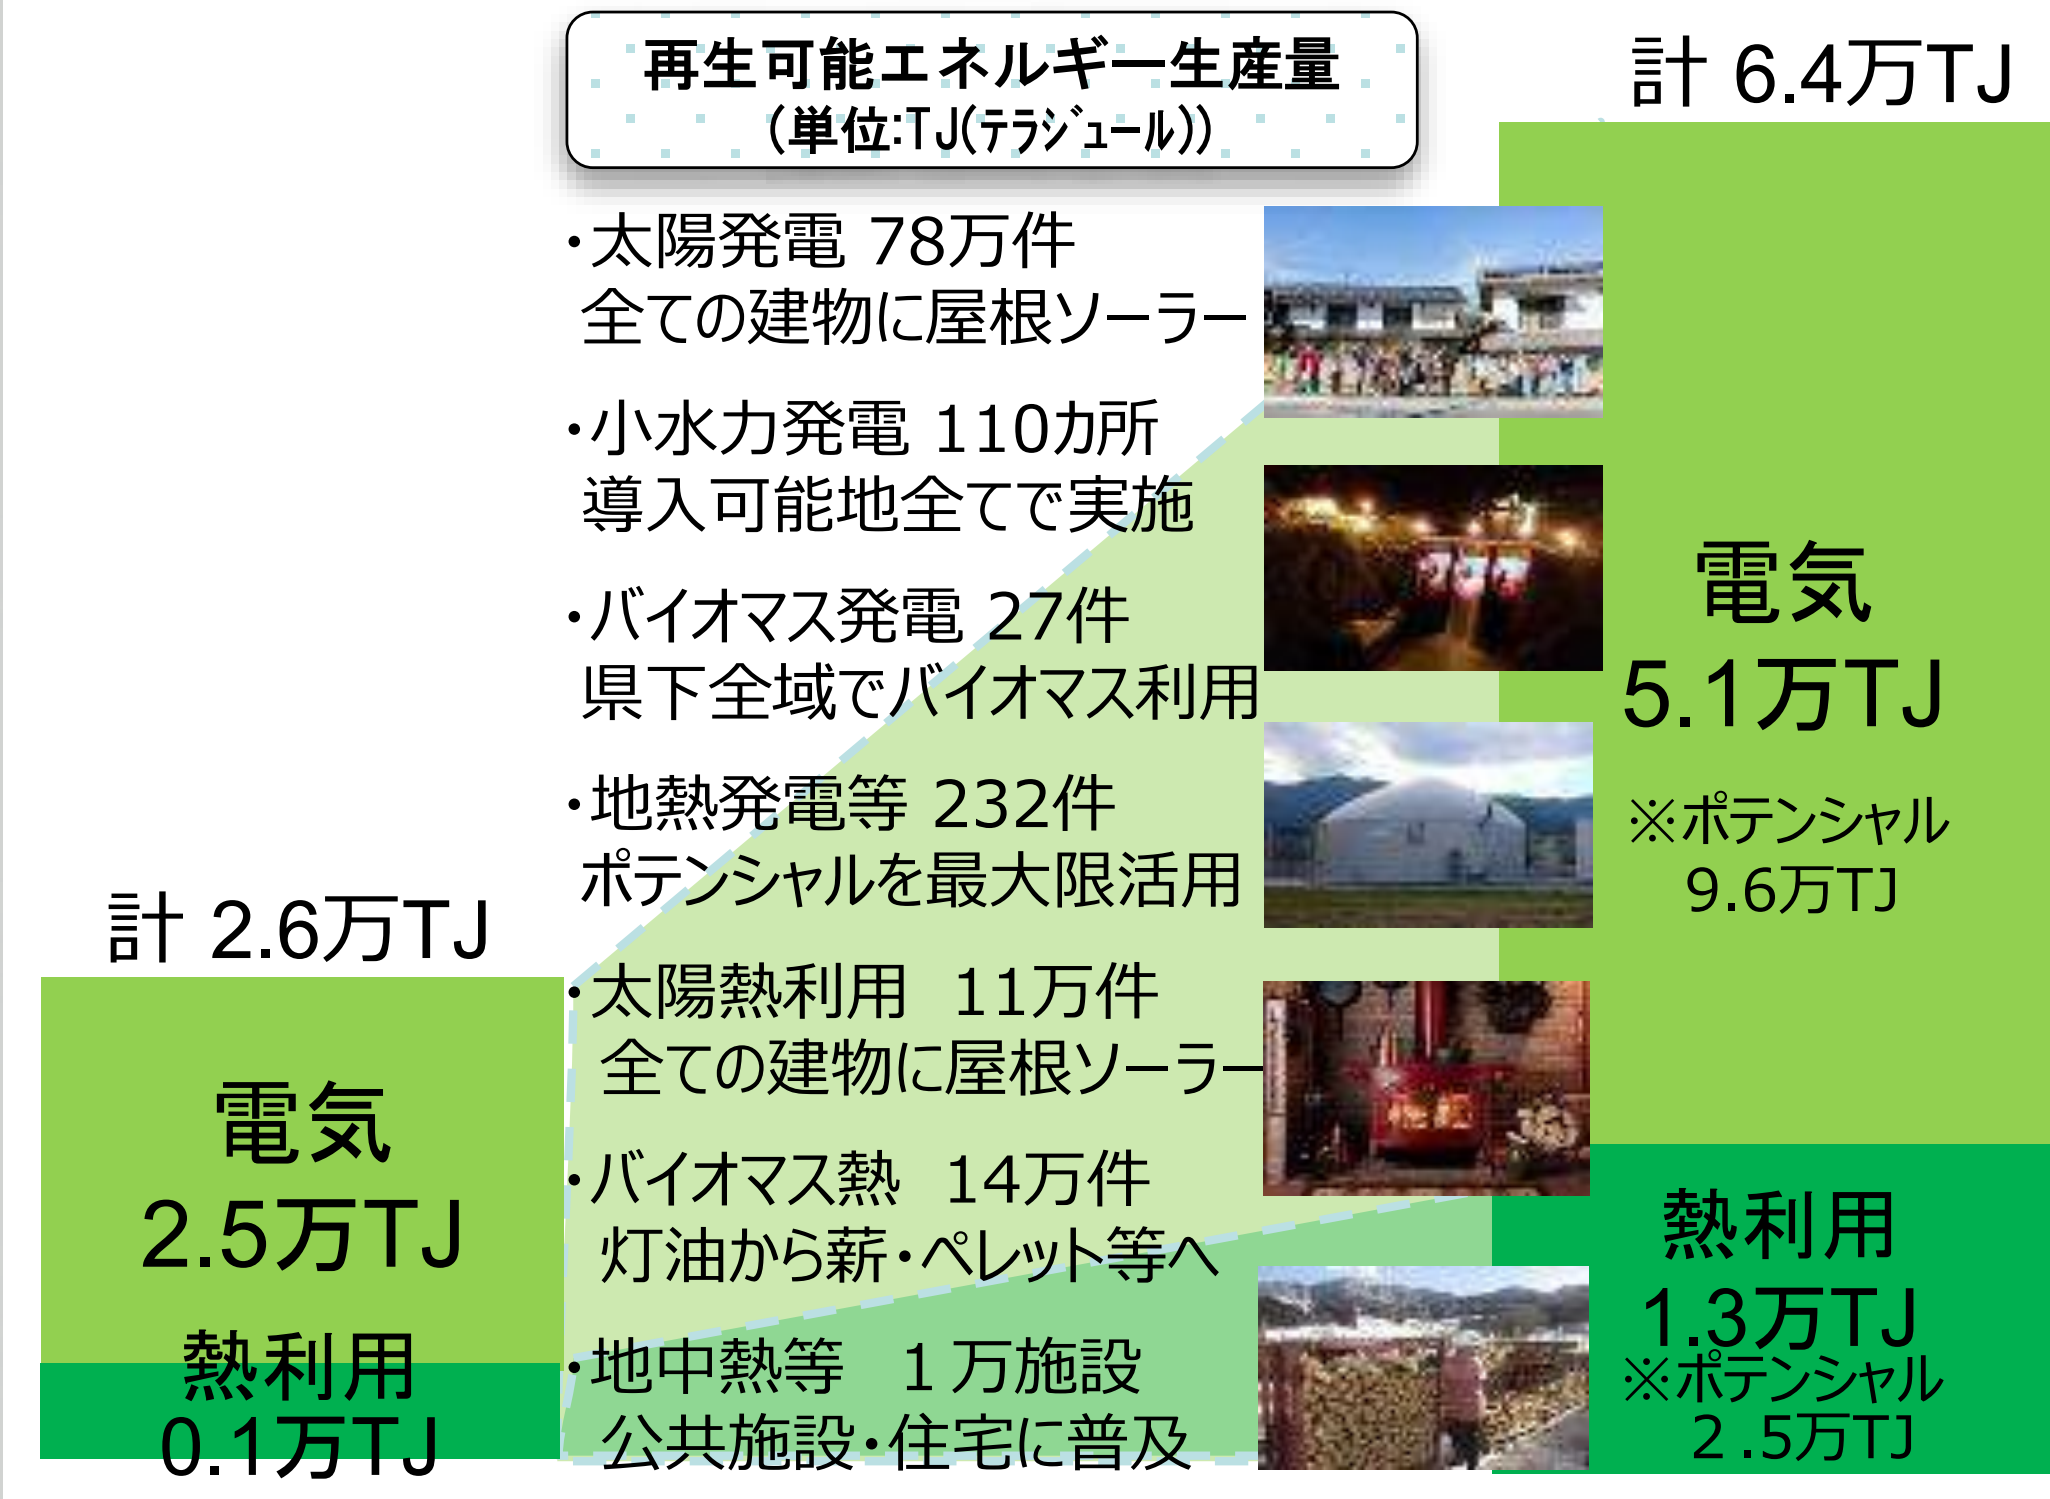 再生可能エネルギー生産量
（単位:TJ(ﾃﾗｼﾞｭｰﾙ)）
計 6.4万TJ
・太陽発電 78万件
全ての建物に屋根ソーラー
・小水力発電 110カ所
導入可能地全てで実施
・バイオマス発電 27件
県下全域でバイオマス利用
・地熱発電等 232件
ポテンシャルを最大限活用
・太陽熱利用　11万件
全ての建物に屋根ソーラー
・バイオマス熱　14万件
灯油から薪・ペレット等へ
・地中熱等　１万施設
公共施設・住宅に普及
計 2.6万TJ
電気
2.5万TJ
熱利用
0.1万TJ
電気
5.1万TJ
※ポテンシャル
9.6万TJ
熱利用
1.3万TJ
※ポテンシャル
２.5万TJ